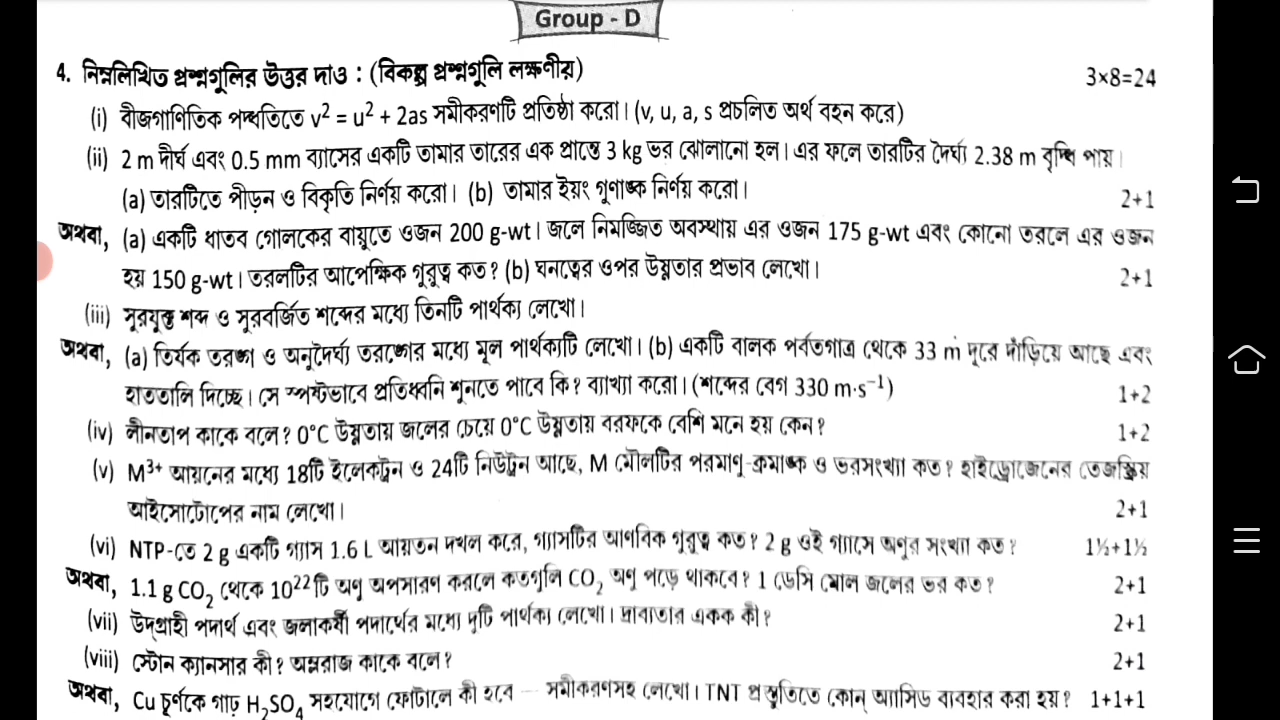 Group - D
4. নিম্নলিখিত প্রশ্নগুলির উত্তর দাও : (বিকল্প প্রশ্নগুলি লক্ষণীয়) 3×8=24
(i) বীজগাণিতিক পদ্ধতিতে v² = u² + 2as সমীকরণটি প্রতিষ্ঠা করো। (v, u, a, s প্রচলিত অর্থ বহন করে)
(ii) 2 m দীর্ঘ এবং 0.5 mm ব্যাসের একটি তামার তারের এক প্রান্তে 3 kg ভর ঝোলানো হল। এর ফলে তারটির দৈর্ঘ্য 2.38 m বৃদ্ধি পায়।
(a) তারটিতে পীড়ন ও বিকৃতি নির্ণয় করো। (b) তামার ইয়ং গুণাঙ্ক নির্ণয় করো। 2+1
অথবা, (a) একটি ধাতব গোলকের বায়ুতে ওজন 200 g-wt। জলে নিমজ্জিত অবস্থায় এর ওজন 175 g-wt এবং কোনো তরলে এর ওজন
হয় 150 g-wt। তরলটির আপেক্ষিক গুরুত্ব কত? (b) ঘনত্বের ওপর উষ্ণতার প্রভাব লেখো। 2+1
(iii) সুরযুক্ত শব্দ ও সুরবর্জিত শব্দের মধ্যে তিনটি পার্থক্য লেখো।
অথবা, (a) তির্যক তরঙ্গ ও অনুদৈর্ঘ্য তরঙ্গের মধ্যে মূল পার্থক্যটি লেখো। (b) একটি বালক পর্বতগাত্র থেকে 33 m দূরে দাঁড়িয়ে আছে এবং
হাততালি দিচ্ছে। সে স্পষ্টভাবে প্রতিধ্বনি শুনতে পাবে কি? ব্যাখ্যা করো। (শব্দের বেগ 330 m·s⁻¹) 1+2
(iv) লীনতাপ কাকে বলে? 0°C উষ্ণতায় জলের চেয়ে 0°C উষ্ণতায় বরফকে বেশি মনে হয় কেন? 1+2
(v) M³⁺ আয়নের মধ্যে 18টি ইলেকট্রন ও 24টি নিউট্রন আছে, M মৌলটির পরমাণু-ক্রমাঙ্ক ও ভরসংখ্যা কত? হাইড্রোজেনের তেজস্ক্রিয়
আইসোটোপের নাম লেখো। 2+1
(vi) NTP-তে 2 g একটি গ্যাস 1.6 L আয়তন দখল করে, গ্যাসটির আণবিক গুরুত্ব কত? 2 g ওই গ্যাসে অণুর সংখ্যা কত? 1½+1½
অথবা, 1.1 g CO₂ থেকে 10²²টি অণু অপসারণ করলে কতগুলি CO₂ অণু পড়ে থাকবে? 1 ডেসি মোল জলের ভর কত? 2+1
(vii) উদ্‌গ্রাহী পদার্থ এবং জলাকর্ষী পদার্থের মধ্যে দুটি পার্থক্য লেখো। দ্রাব্যতার একক কী? 2+1
(viii) স্টোন ক্যানসার কী? অম্লরাজ কাকে বলে? 2+1
অথবা, Cu চূর্ণকে গাঢ় H₂SO₄ সহযোগে ফোটালে কী হবে — সমীকরণসহ লেখো। TNT প্রস্তুতিতে কোন্ অ্যাসিড ব্যবহার করা হয়? 1+1+1